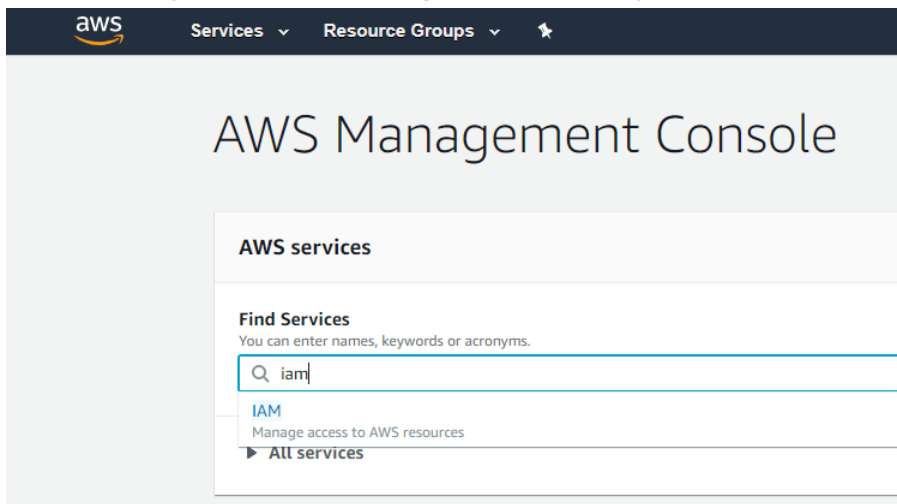 aws Services Resource Groups
AWS Management Console
AWS services
Find Services
You can enter names, keywords or acronyms.
iam
IAM
Manage access to AWS resources
All services